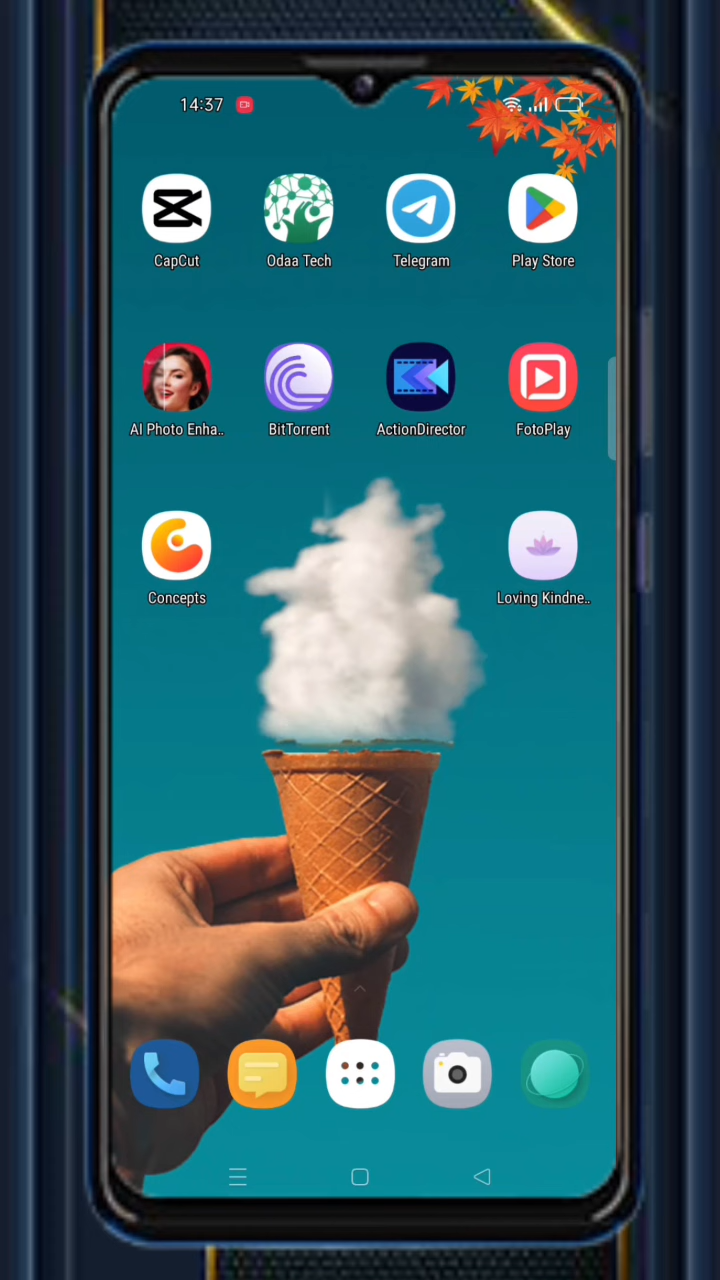 14:37
CapCut
Odaa Tech
Telegram
Play Store
AI Photo Enha..
BitTorrent
ActionDirector
FotoPlay
Concepts
Loving Kindne..